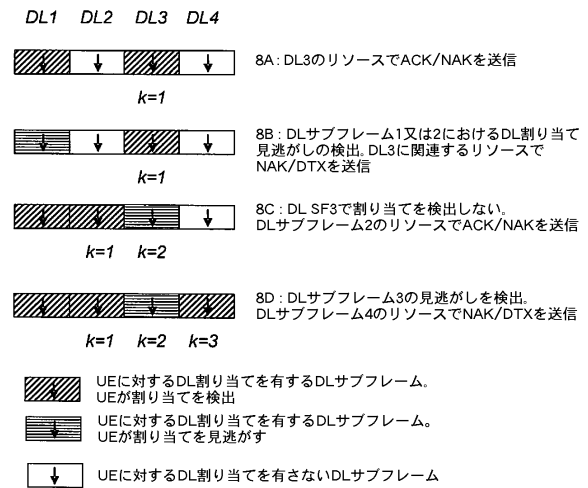 DL1 DL2 DL3 DL4
8A：DL3のリソースでACK/NAKを送信
k=1
8B：DLサブフレーム1又は2におけるDL割り当て
見逃がしの検出。DL3に関連するリソースで
NAK/DTXを送信
k=1
8C：DL SF3で割り当てを検出しない。
DLサブフレーム2のリソースでACK/NAKを送信
k=1 k=2
8D：DLサブフレーム3の見逃がしを検出。
DLサブフレーム4のリソースでNAK/DTXを送信
k=1 k=2 k=3
UEに対するDL割り当てを有するDLサブフレーム。
UEが割り当てを検出
UEに対するDL割り当てを有するDLサブフレーム。
UEが割り当てを見逃がす
UEに対するDL割り当てを有さないDLサブフレーム